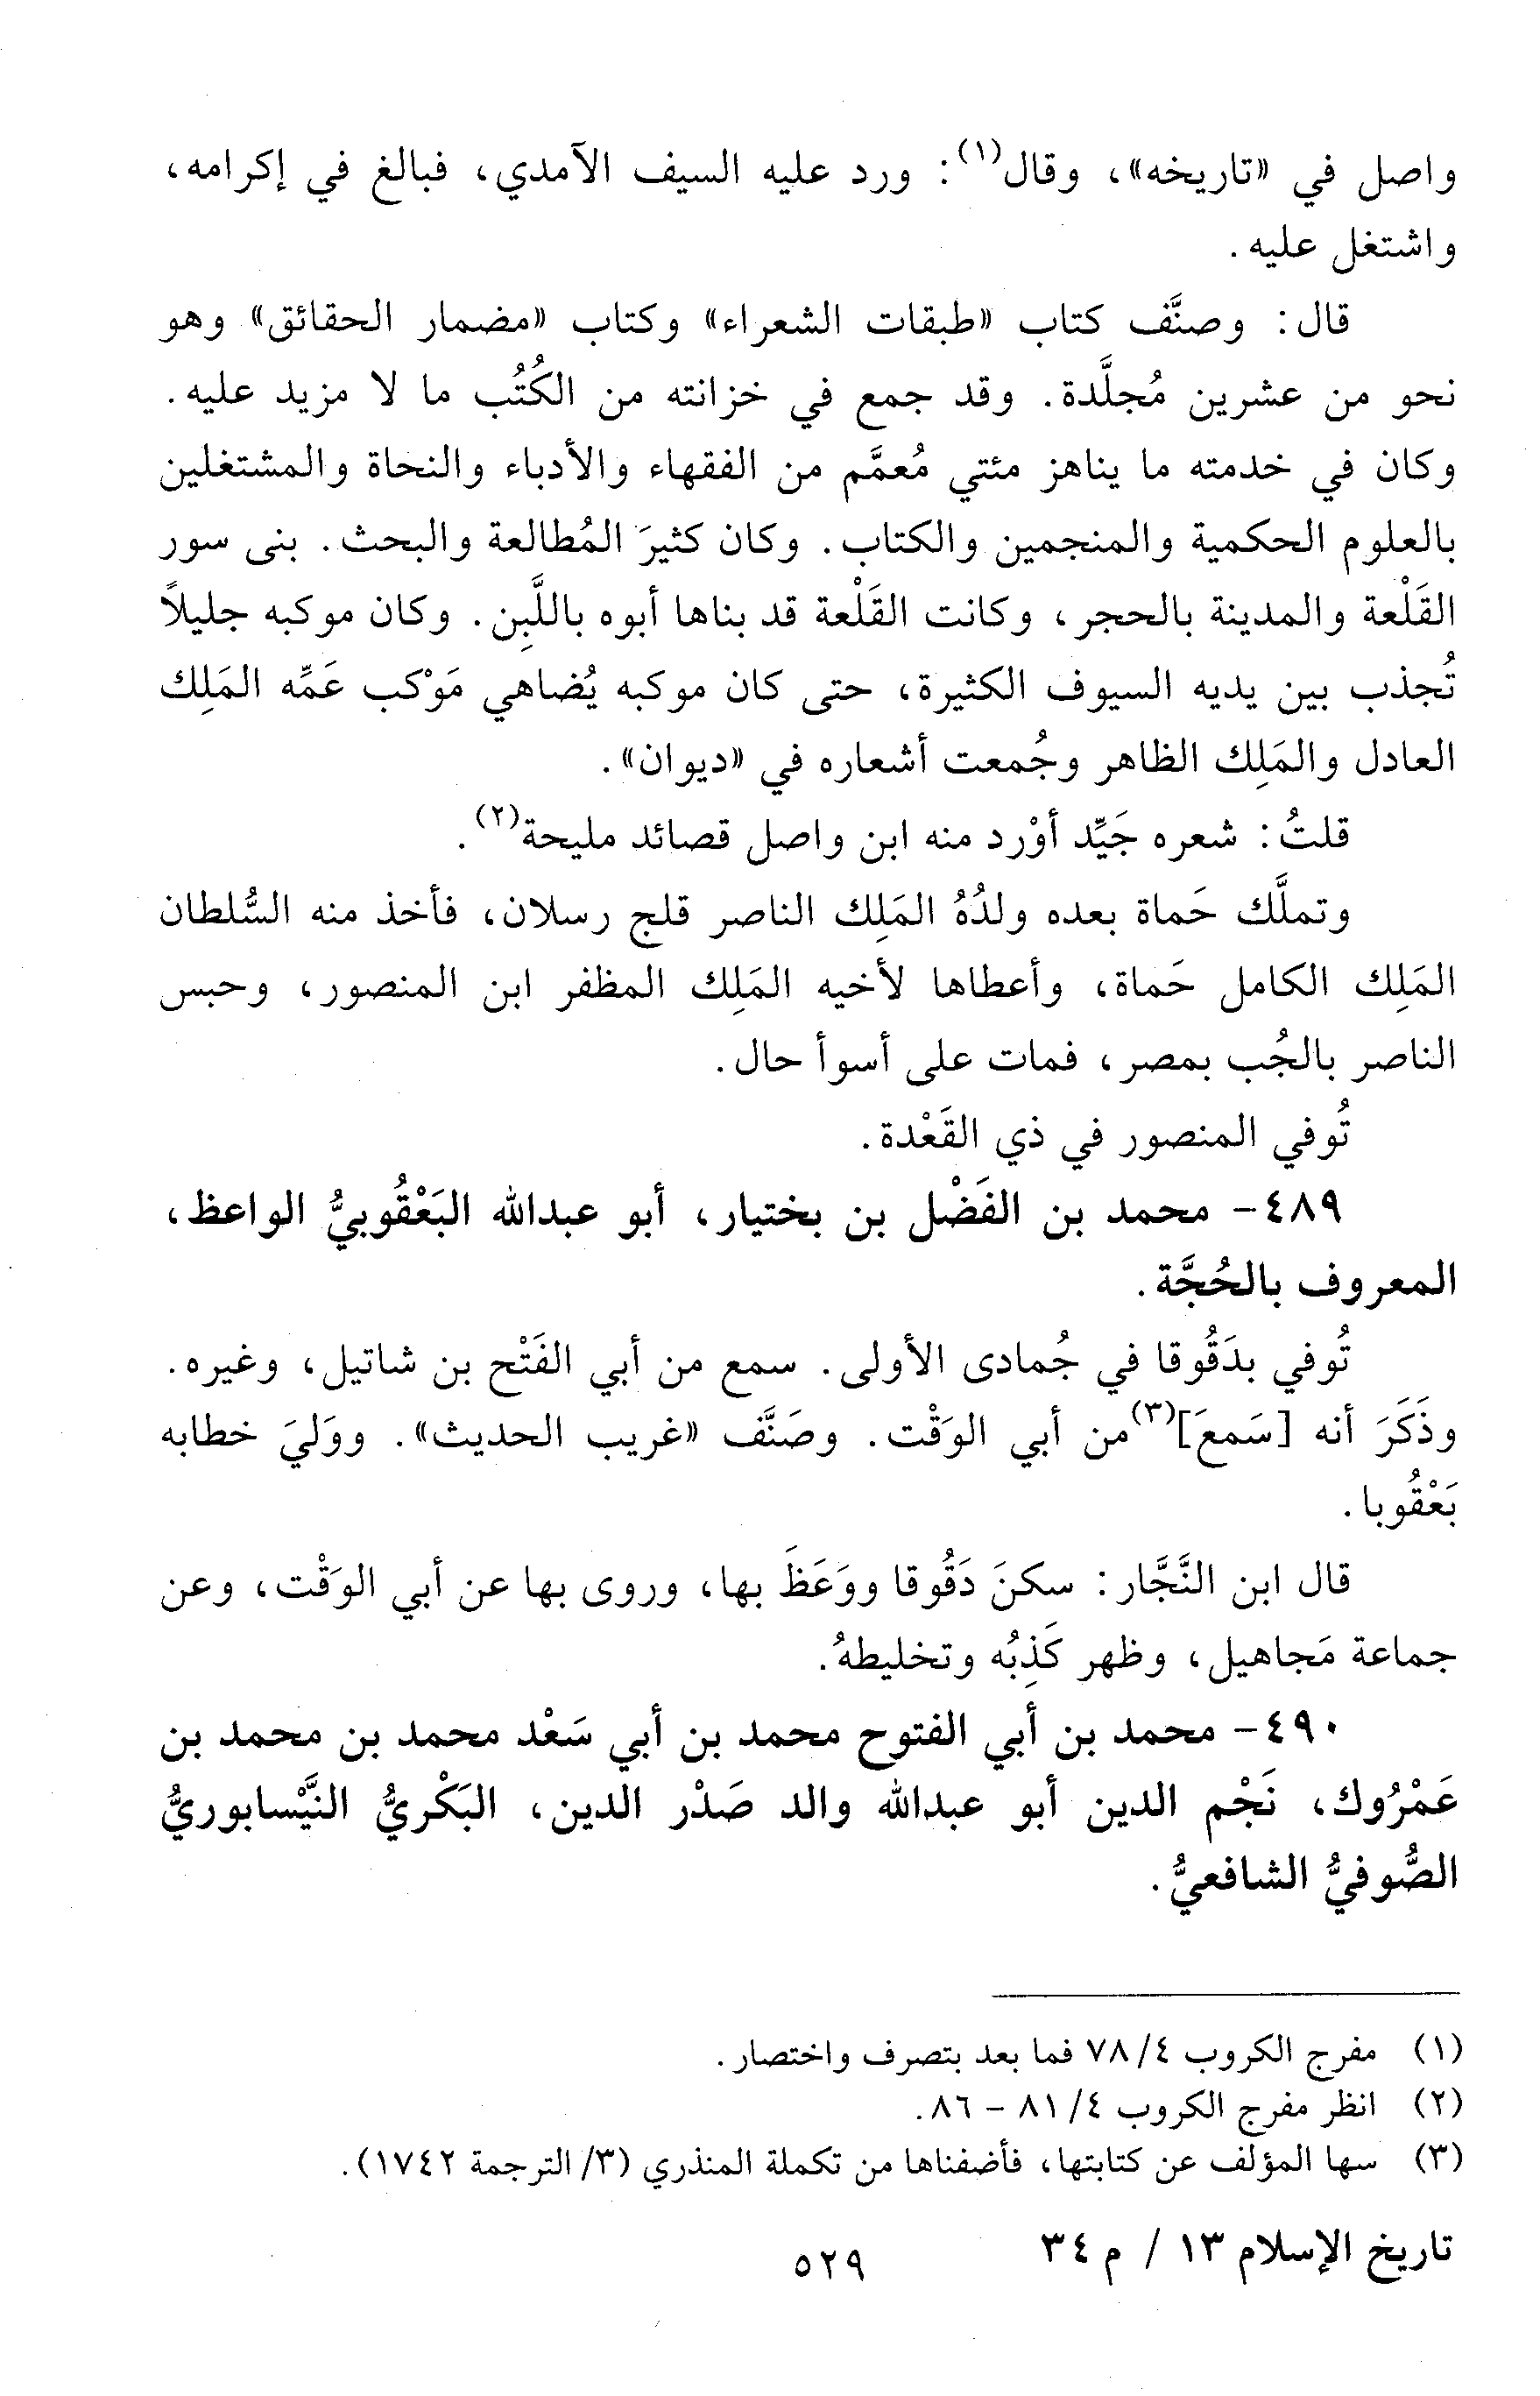 واصل في «تاريخه»، وقال(١): ورد عليه السيف الآمدي، فبالغ في إكرامه،
واشتغل عليه.
قال: وصنَّف كتاب «طبقات الشعراء» وكتاب «مضمار الحقائق» وهو
نحو من عشرين مُجلَّدة. وقد جمع في خزانته من الكُتُب ما لا مزيد عليه.
وكان في خدمته ما يناهز مئتي مُعمَّم من الفقهاء والأدباء والنحاة والمشتغلين
بالعلوم الحكمية والمنجمين والكتاب. وكان كثيرَ المُطالعة والبحث. بنى سور
القَلْعة والمدينة بالحجر، وكانت القَلْعة قد بناها أبوه باللَّبِن. وكان موكبه جليلاً
تُجذب بين يديه السيوف الكثيرة، حتى كان موكبه يُضاهي مَوْكب عَمِّه المَلِك
العادل والمَلِك الظاهر وجُمعت أشعاره في «ديوان».
قلتُ: شعره جَيِّد أوْرد منه ابن واصل قصائد مليحة(٢).
وتملَّك حَماة بعده ولدُهُ المَلِك الناصر قلج رسلان، فأخذ منه السُّلطان
المَلِك الكامل حَماة، وأعطاها لأخيه المَلِك المظفر ابن المنصور، وحبس
الناصر بالجُب بمصر، فمات على أسوأ حال.
تُوفي المنصور في ذي القَعْدة.
٤٨٩- محمد بن الفَضْل بن بختيار، أبو عبدالله البَعْقُوبيُّ الواعظ،
المعروف بالحُجَّة.
تُوفي بدَقُوقا في جُمادى الأولى. سمع من أبي الفَتْح بن شاتيل، وغيره.
وذَكَرَ أنه [سَمعَ](٣) من أبي الوَقْت. وصَنَّف «غريب الحديث». ووَليَ خطابه
بَعْقُوبا.
قال ابن النَّجَّار: سكنَ دَقُوقا ووَعَظَ بها، وروى بها عن أبي الوَقْت، وعن
جماعة مَجاهيل، وظهر كَذِبُه وتخليطهُ.
٤٩٠- محمد بن أبي الفتوح محمد بن أبي سَعْد محمد بن محمد بن
عَمْرُوك، نَجْم الدين أبو عبدالله والد صَدْر الدين، البَكْريُّ النَّيْسابوريُّ
الصُّوفيُّ الشافعيُّ.
(١) مفرج الكروب ٤/ ٧٨ فما بعد بتصرف واختصار.
(٢) انظر مفرج الكروب ٤/ ٨١ - ٨٦.
(٣) سها المؤلف عن كتابتها، فأضفناها من تكملة المنذري (٣/ الترجمة ١٧٤٢).
تاريخ الإسلام ١٣ / م ٣٤
٥٢٩